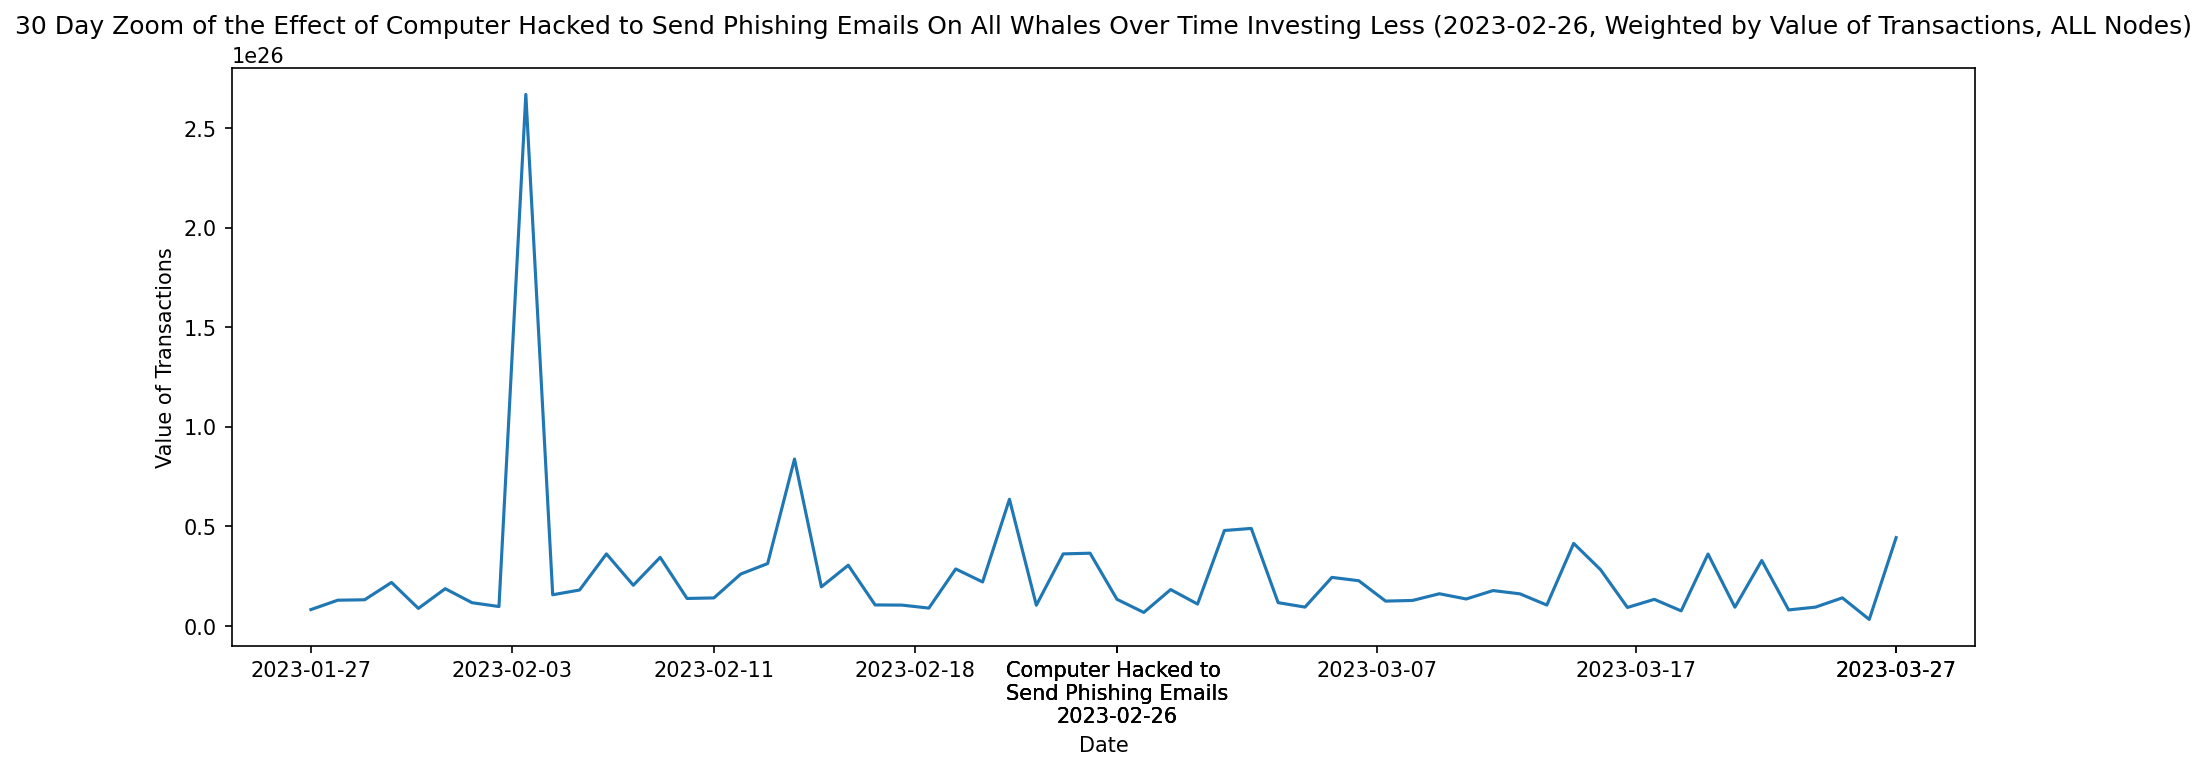 30 Day Zoom of the Effect of Computer Hacked to Send Phishing Emails On All Whales Over Time Investing Less (2023-02-26, Weighted by Value of Transactions, ALL Nodes)
1e26
2.5
2.0
1.5
1.0
0.5
0.0
Value of Transactions
2023-01-27
2023-02-03
2023-02-11
2023-02-18
Computer Hacked to
Send Phishing Emails
2023-02-26
2023-03-07
2023-03-17
2023-03-27
Date